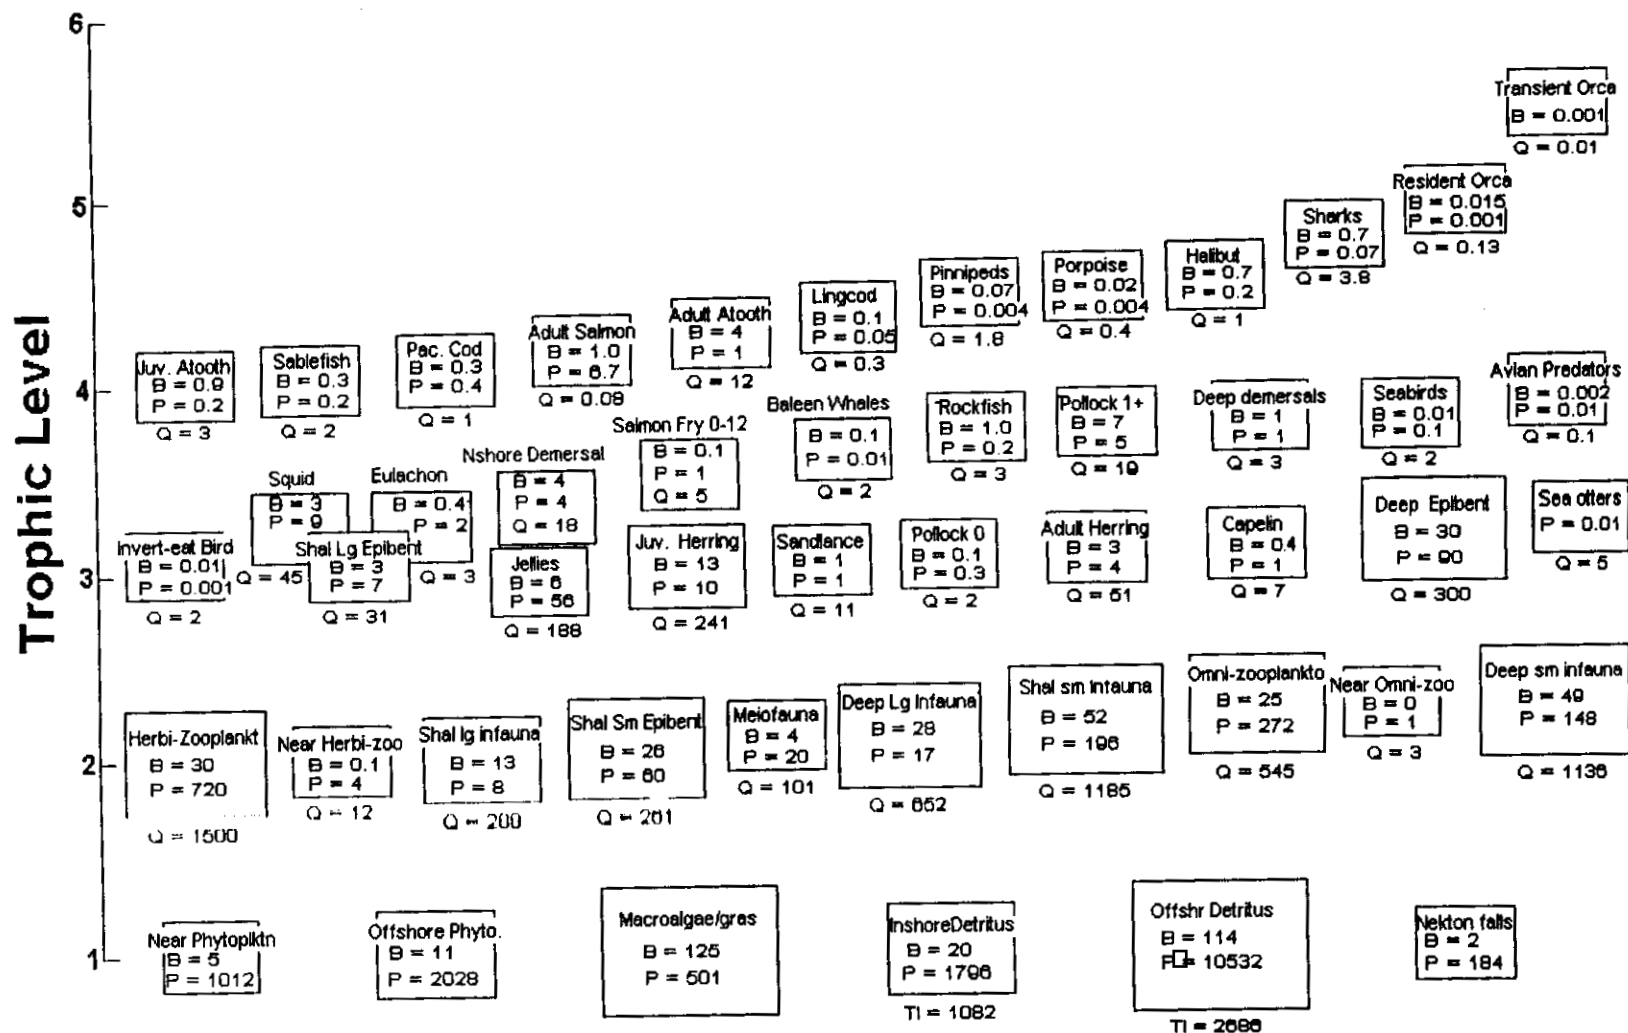 6
Transient Orca
B = 0.001
Q = 0.01
Resident Orca
B = 0.015
P = 0.001
Q = 0.13
5
Sharks
B = 0.7
P = 0.07
Q = 3.8
Halibut
B = 0.7
P = 0.2
Q = 1
Porpoise
B = 0.02
P = 0.004
Q = 0.4
Pinnipeds
B = 0.07
P = 0.004
Q = 1.8
Lingcod
B = 0.1
P = 0.05
Q = 0.3
Adult Atooth
B = 4
P = 1
Q = 12
Adult Salmon
B = 1.0
P = 6.7
Q = 0.08
Pac. Cod
B = 0.3
P = 0.4
Q = 1
Sablefish
B = 0.3
P = 0.2
Q = 2
Juv. Atooth
B = 0.9
P = 0.2
Q = 3
4
Trophic Level
Salmon Fry 0-12
B = 0.1
P = 1
Q = 5
Baleen Whales
B = 0.1
P = 0.01
Q = 2
Rockfish
B = 1.0
P = 0.2
Q = 3
Pollock 1+
B = 7
P = 5
Q = 19
Deep demersals
B = 1
P = 1
Q = 3
Seabirds
B = 0.01
P = 0.1
Q = 2
Avian Predators
B = 0.002
P = 0.01
Q = 0.1
Squid
B = 3
P = 9
Q = 45
Eulachon
B = 0.4
P = 2
Q = 3
Nshore Demersal
B = 4
P = 4
Q = 18
Invert-eat Bird
B = 0.01
P = 0.001
Q = 2
Shal Lg Epibent
B = 3
P = 7
Q = 31
Jellies
B = 6
P = 56
Q = 188
Juv. Herring
B = 13
P = 10
Q = 241
Sandlance
B = 1
P = 1
Q = 11
Pollock 0
B = 0.1
P = 0.3
Q = 2
Adult Herring
B = 3
P = 4
Q = 51
Capelin
B = 0.4
P = 1
Q = 7
Deep Epibent
B = 30
P = 90
Q = 300
Sea otters
P = 0.01
Q = 5
3
Herbi-Zooplankt
B = 30
P = 720
Q = 1500
Near Herbi-zoo
B = 0.1
P = 4
Q = 12
Shal lg infauna
B = 13
P = 8
Q = 200
Shal Sm Epibent
B = 26
P = 60
Q = 261
Meiofauna
B = 4
P = 20
Q = 101
Deep Lg Infauna
B = 28
P = 17
Q = 652
Shal sm infauna
B = 52
P = 196
Q = 1185
Omni-zooplankto
B = 25
P = 272
Q = 545
Near Omni-zoo
B = 0
P = 1
Q = 3
Deep sm infauna
B = 49
P = 148
Q = 1136
2
Near Phytoplktn
B = 5
P = 1012
Offshore Phyto.
B = 11
P = 2028
Macroalgae/gras
B = 125
P = 501
InshoreDetritus
B = 20
P = 1796
TI = 1082
Offshr Detritus
B = 114
P = 10532
TI = 2686
Nekton falls
B = 2
P = 184
1